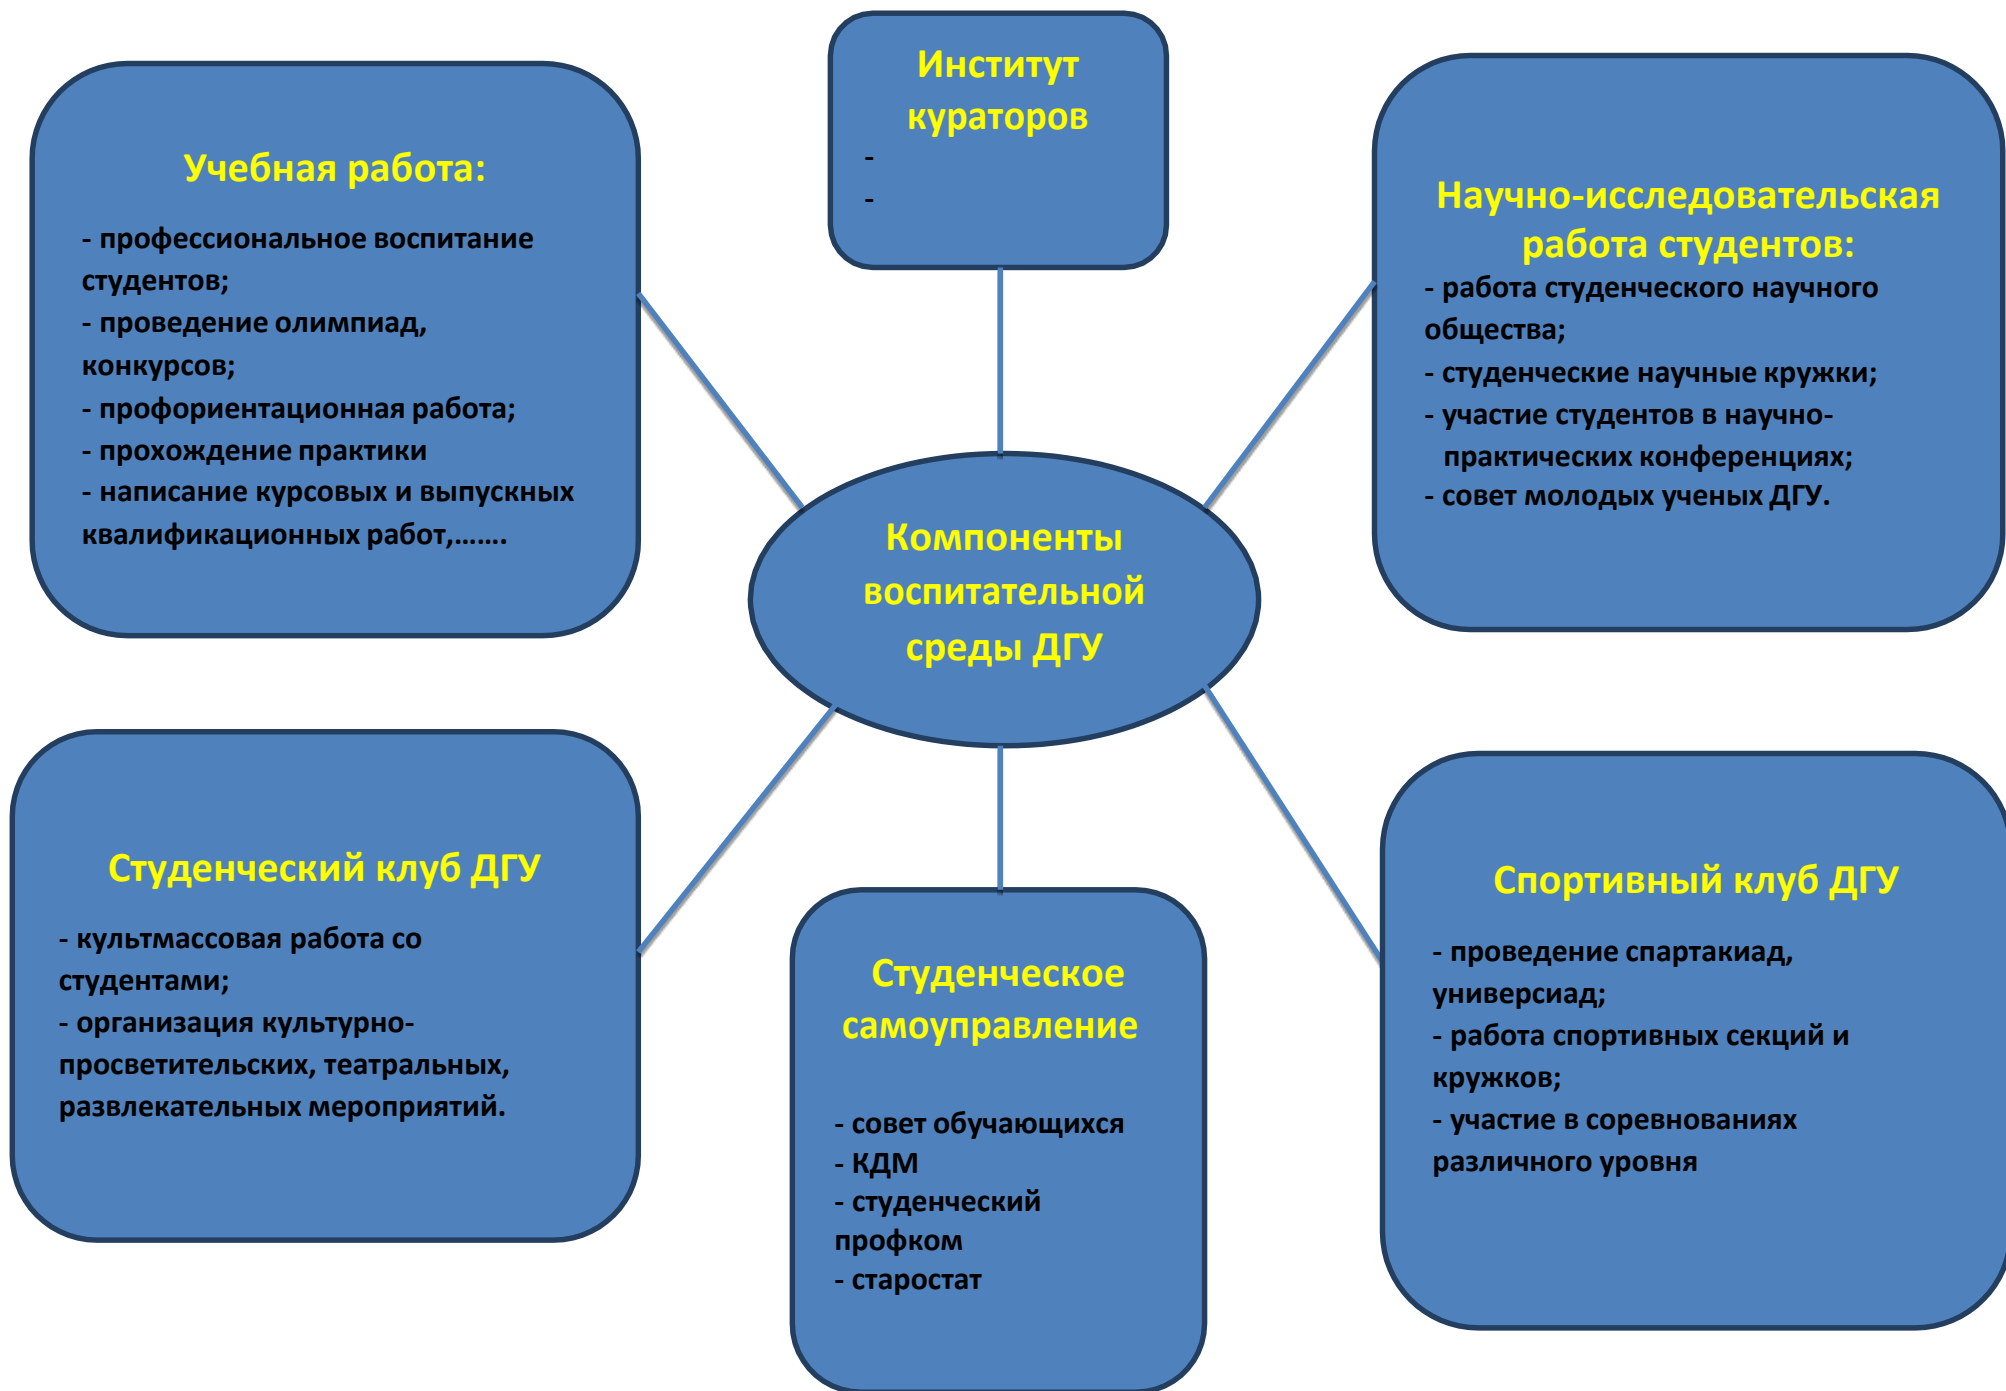 Институт
кураторов
-
-
Учебная работа:
- профессиональное воспитание
студентов;
- проведение олимпиад,
конкурсов;
- профориентационная работа;
- прохождение практики
- написание курсовых и выпускных
квалификационных работ,…….
Научно-исследовательская
работа студентов:
- работа студенческого научного
общества;
- студенческие научные кружки;
- участие студентов в научно-
практических конференциях;
- совет молодых ученых ДГУ.
Компоненты
воспитательной
среды ДГУ
Студенческий клуб ДГУ
- культмассовая работа со
студентами;
- организация культурно-
просветительских, театральных,
развлекательных мероприятий.
Студенческое
самоуправление
- совет обучающихся
- КДМ
- студенческий
профком
- старостат
Спортивный клуб ДГУ
- проведение спартакиад,
универсиад;
- работа спортивных секций и
кружков;
- участие в соревнованиях
различного уровня